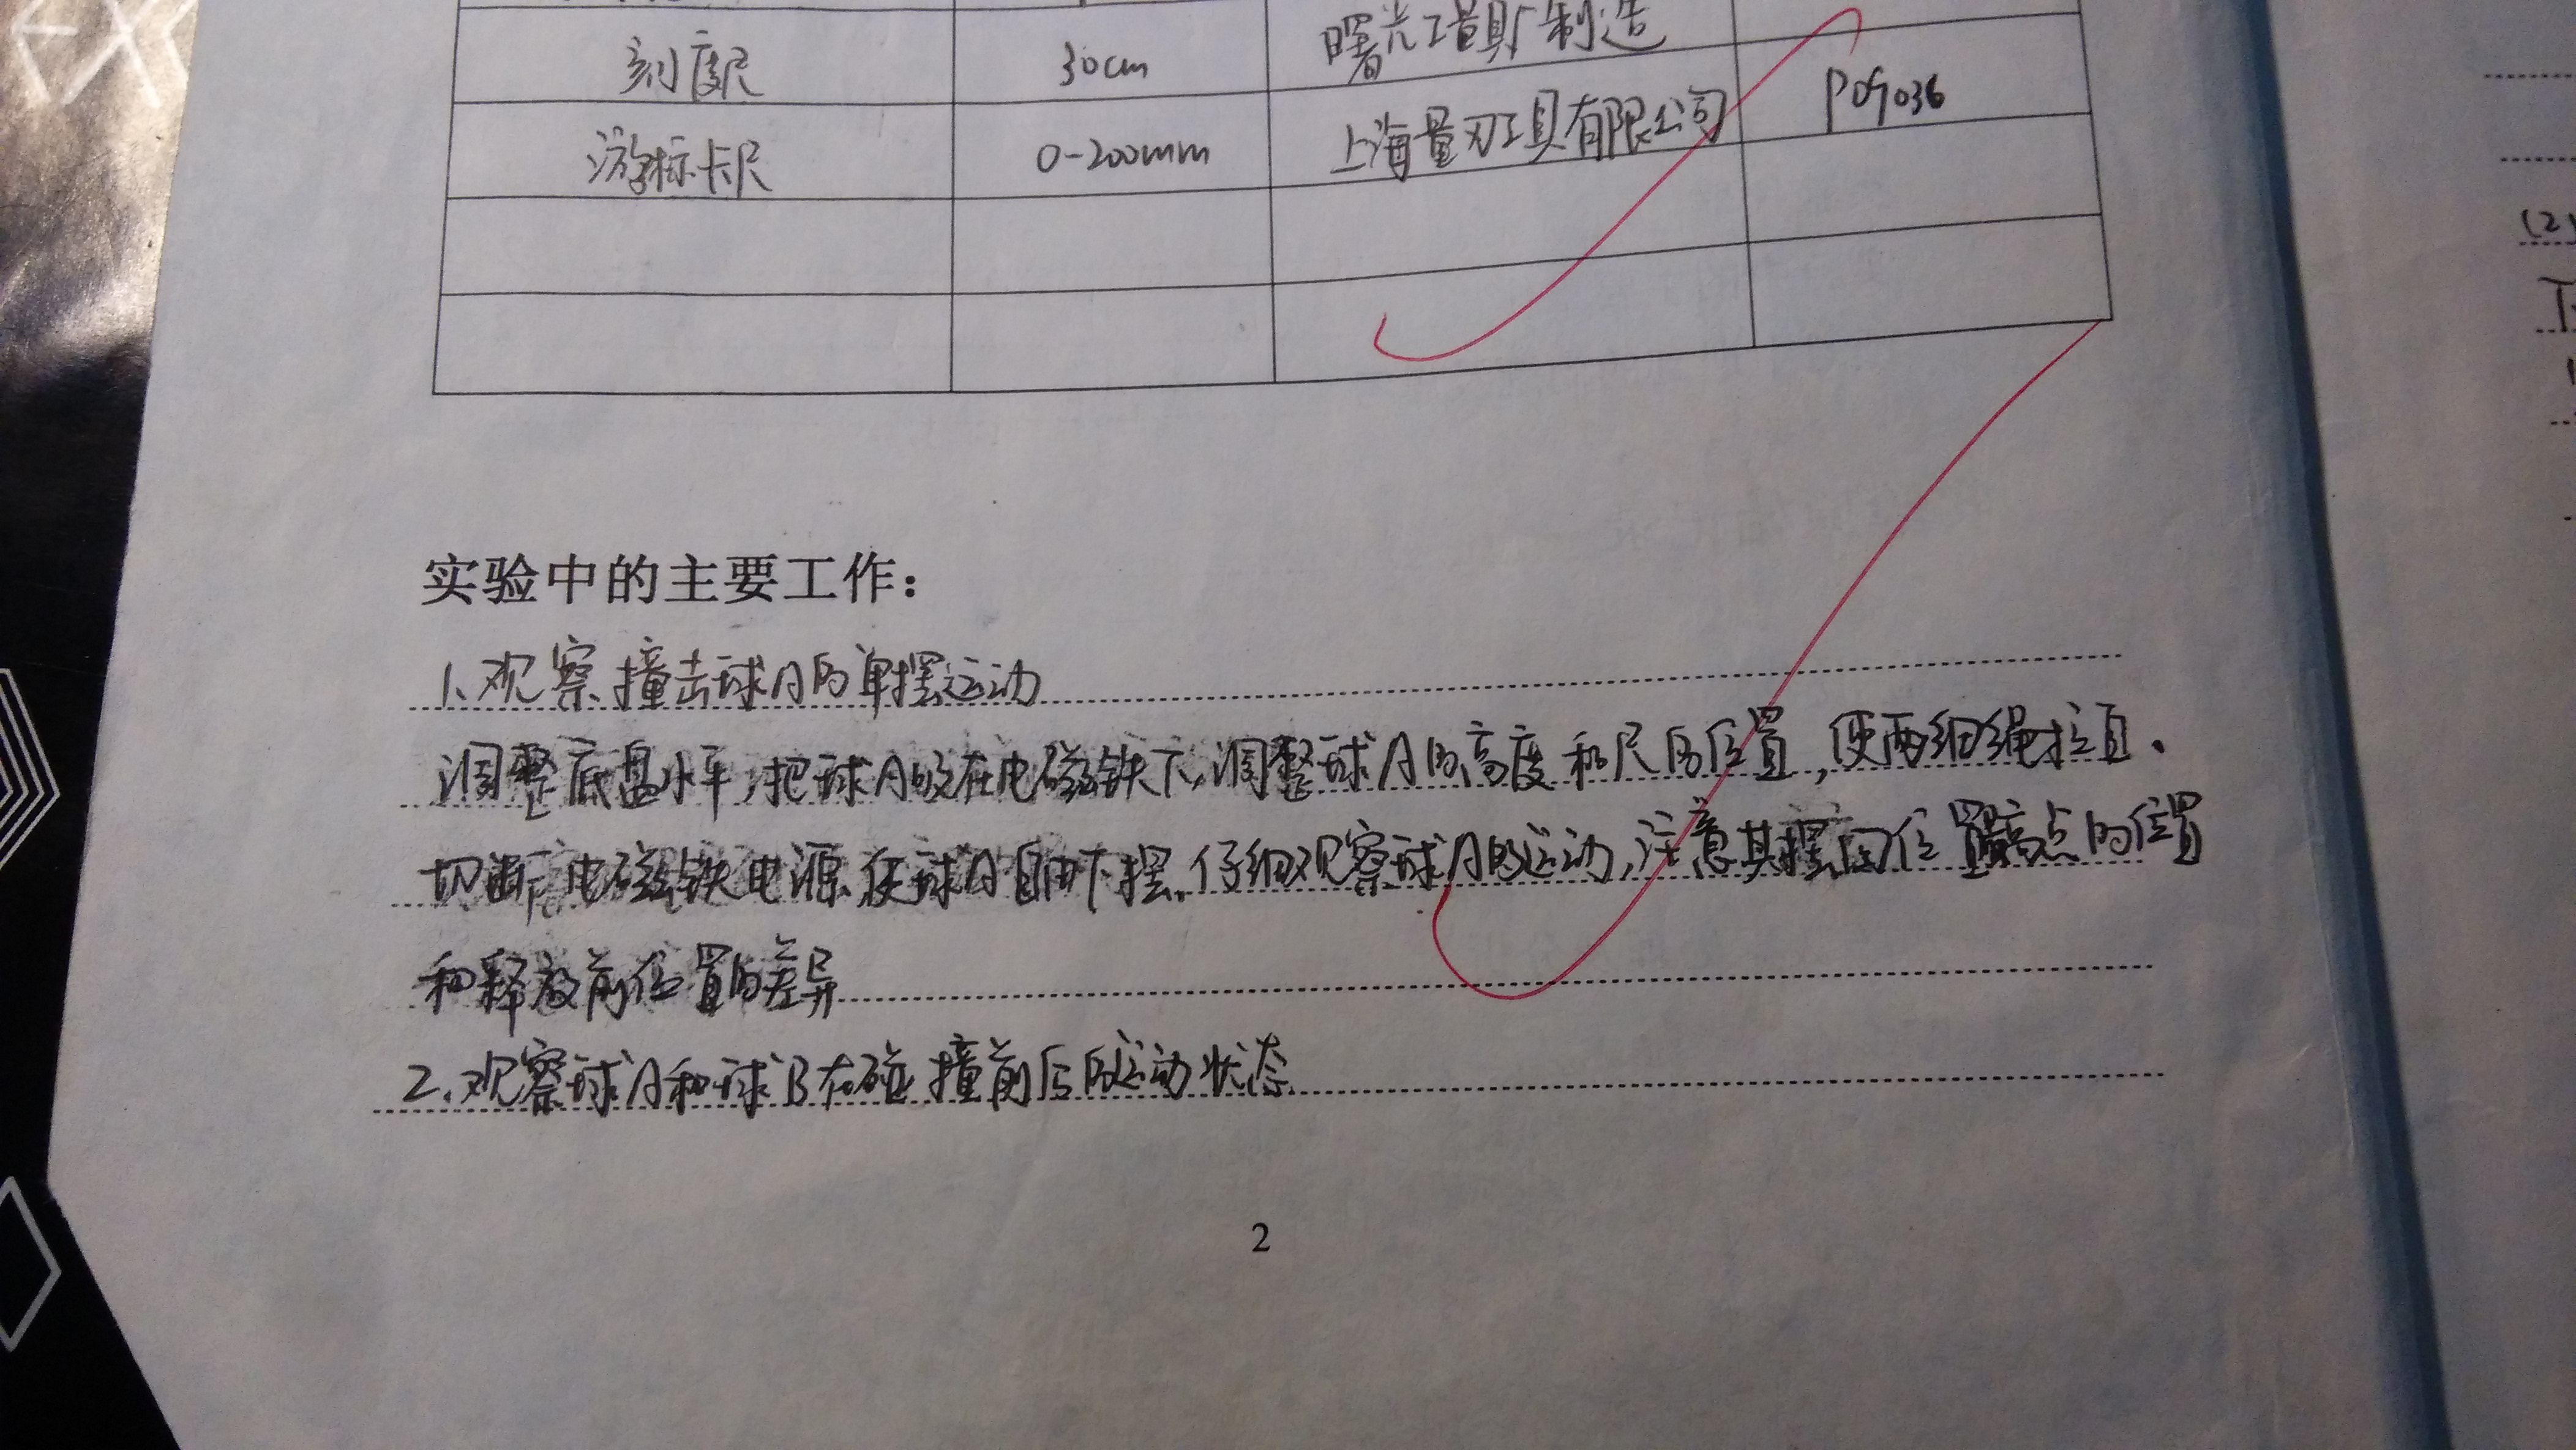 刻度尺 30cm 曙光工量具厂制造
游标卡尺 0-200mm 上海量刃工具有限公司 P09036
实验中的主要工作：
1.观察撞击球A的单摆运动
调整底盘水平,把球A吸在电磁铁下,调整球A的高度和尺的位置,使两细绳拉直.
切断电磁铁电源,使球A自由下摆,仔细观察球A的运动,注意其摆回位置最高点的位置
和释放前位置的差异
2.观察球A和球B在碰撞前后的运动状态
2
(2)